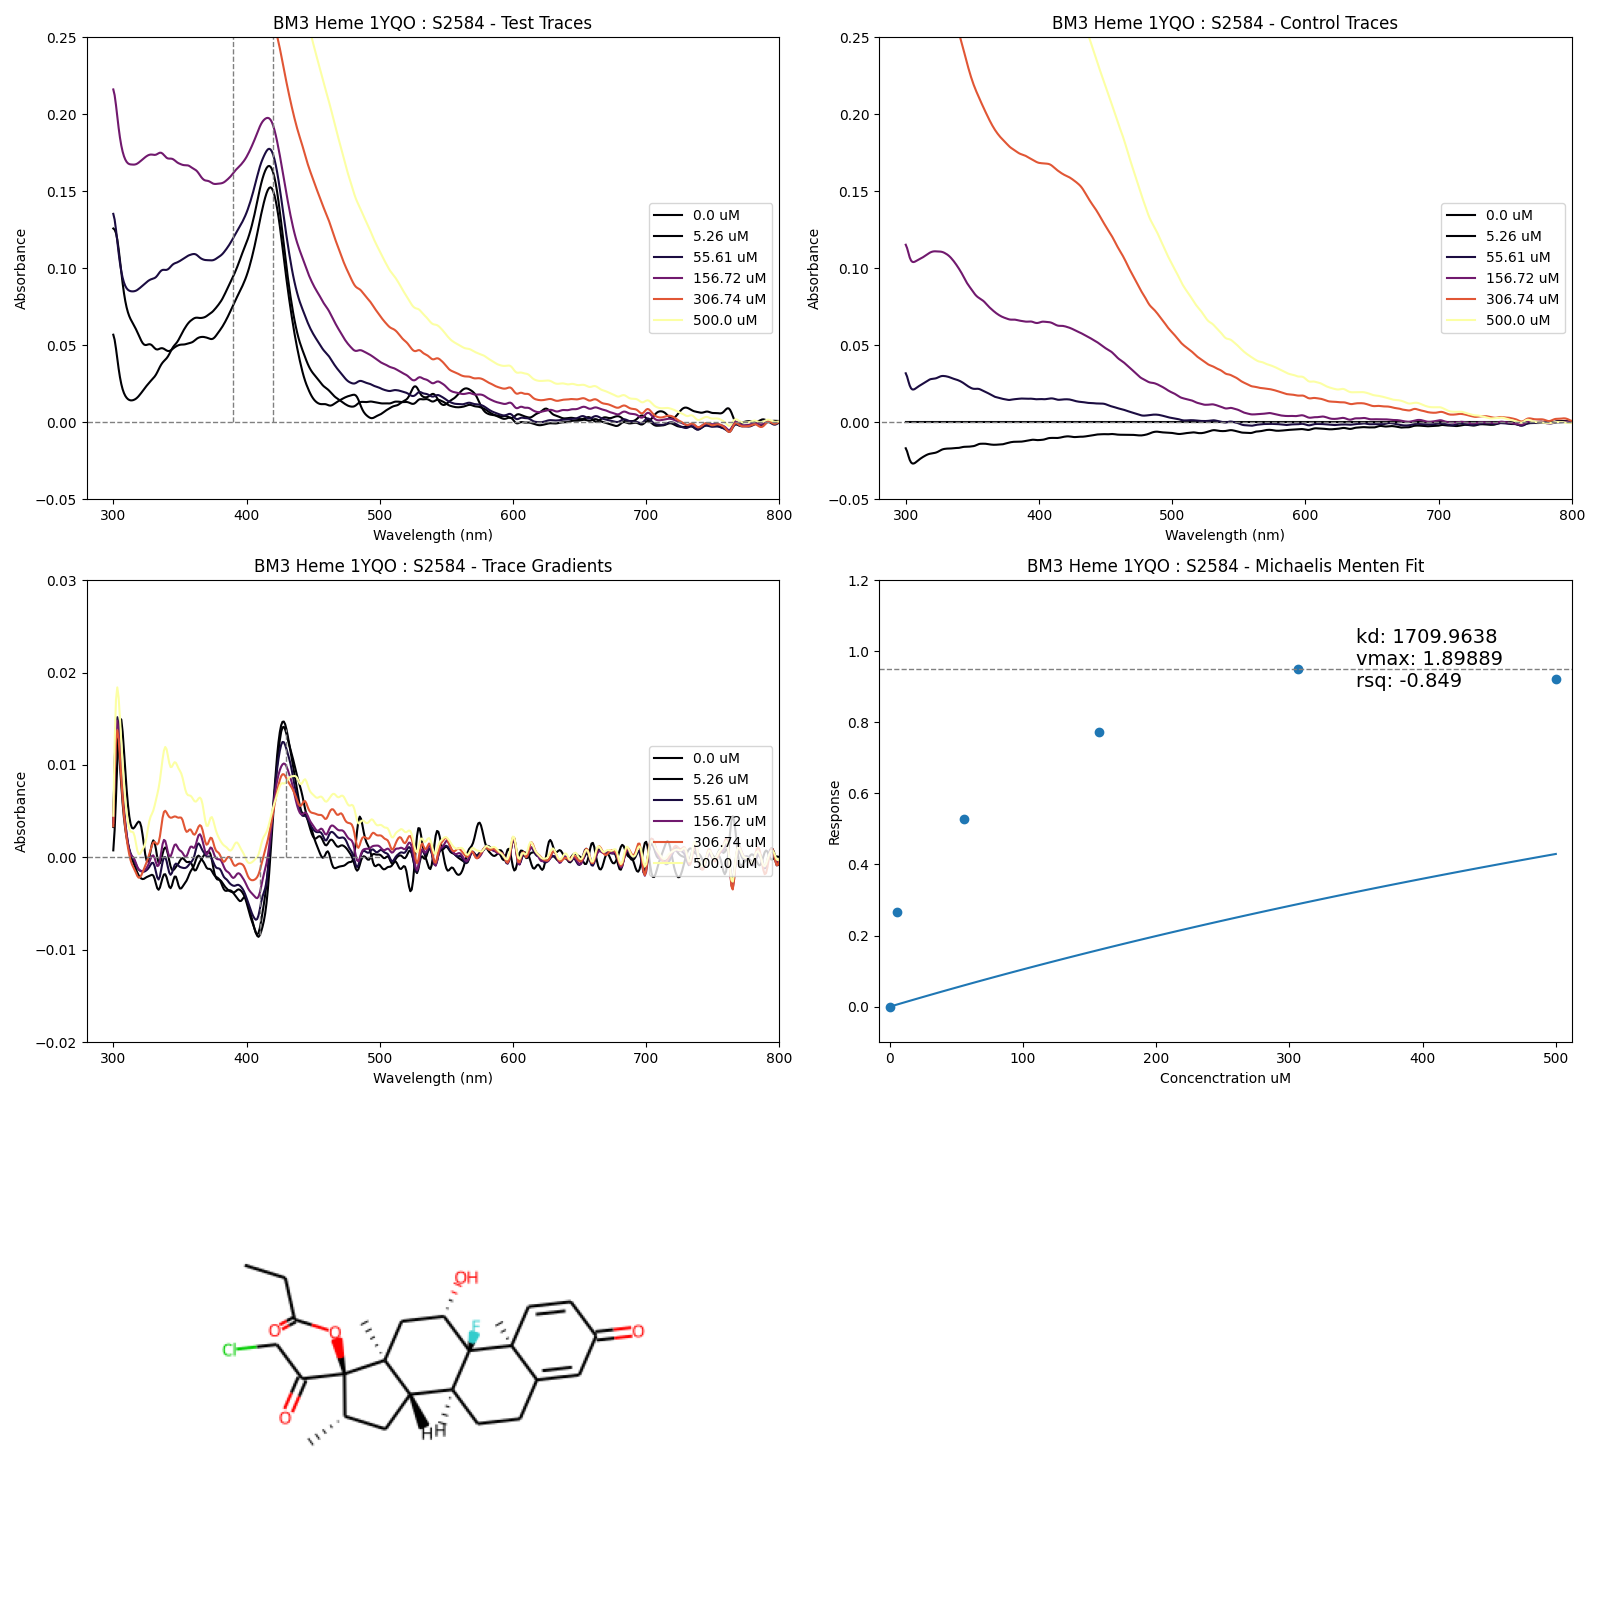 BM3 Heme 1YQO : S2584 - Test Traces
0.25
0.20
0.15
0.10
0.05
0.00
−0.05
Absorbance
0.0 uM
5.26 uM
55.61 uM
156.72 uM
306.74 uM
500.0 uM
300 400 500 600 700 800
Wavelength (nm)
BM3 Heme 1YQO : S2584 - Control Traces
0.25
0.20
0.15
0.10
0.05
0.00
−0.05
Absorbance
0.0 uM
5.26 uM
55.61 uM
156.72 uM
306.74 uM
500.0 uM
300 400 500 600 700 800
Wavelength (nm)
BM3 Heme 1YQO : S2584 - Trace Gradients
0.03
0.02
0.01
0.00
−0.01
−0.02
Absorbance
0.0 uM
5.26 uM
55.61 uM
156.72 uM
306.74 uM
500.0 uM
300 400 500 600 700 800
Wavelength (nm)
BM3 Heme 1YQO : S2584 - Michaelis Menten Fit
1.2
1.0
0.8
0.6
0.4
0.2
0.0
Response
kd: 1709.9638
vmax: 1.89889
rsq: -0.849
0 100 200 300 400 500
Concenctration uM
OH
F
O
O
O
Cl
O
H
H